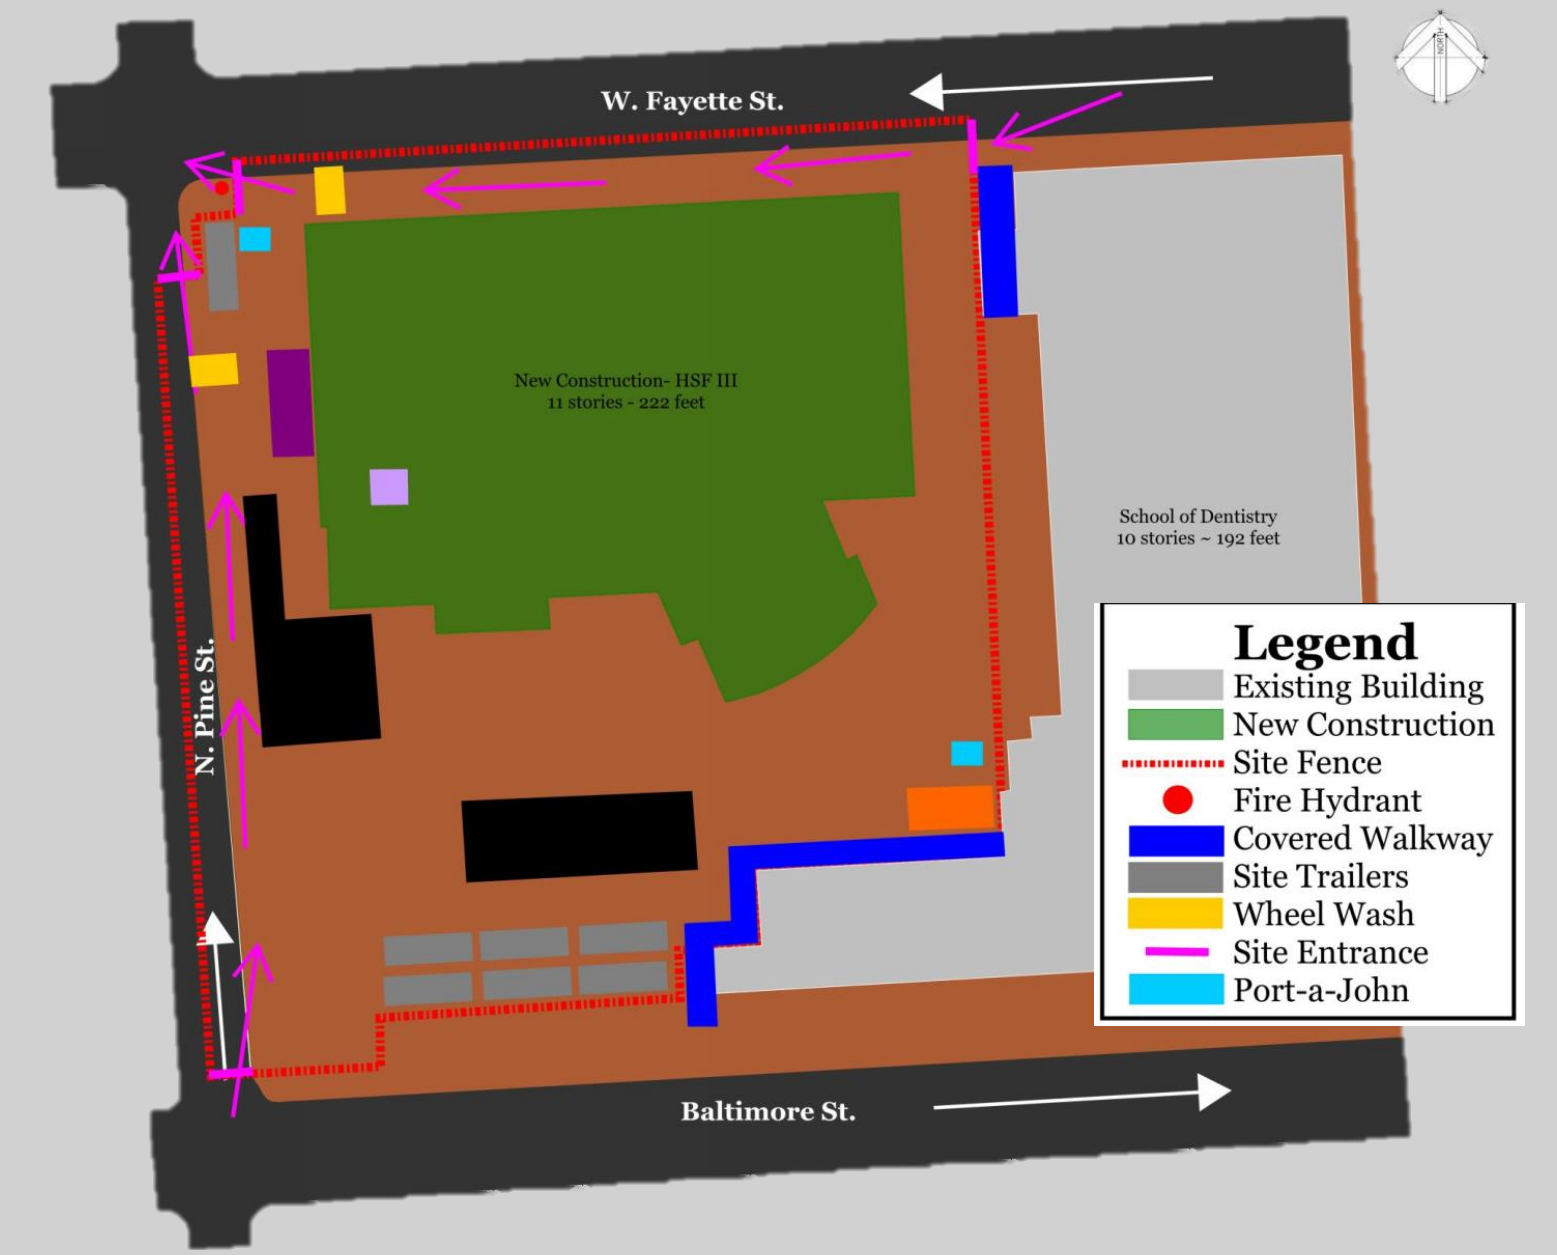 NORTH
W. Fayette St.
New Construction- HSF III
11 stories - 222 feet
School of Dentistry
10 stories ~ 192 feet
N. Pine St.
Baltimore St.
Legend
Existing Building
New Construction
Site Fence
Fire Hydrant
Covered Walkway
Site Trailers
Wheel Wash
Site Entrance
Port-a-John